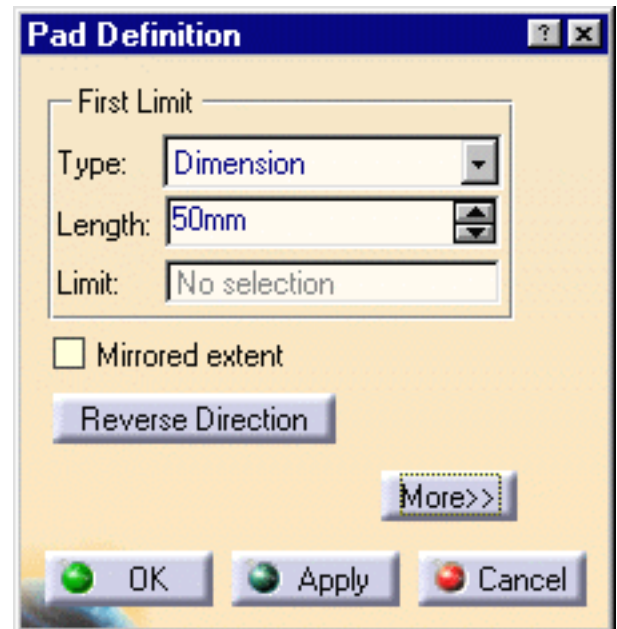 Pad Definition ? x
First Limit
Type: Dimension
Length: 50mm
Limit: No selection
Mirrored extent
Reverse Direction
More>>
OK Apply Cancel